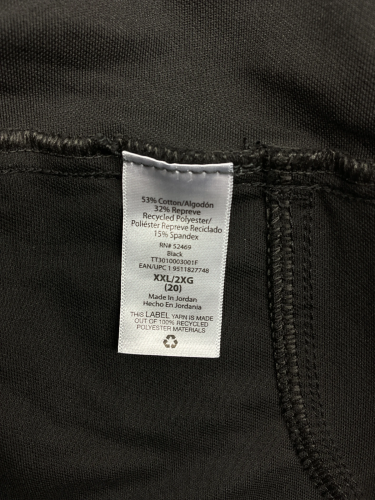 53% Cotton/Algodón
32% Repreve
Recycled Polyester/
Poliéster Repreve Reciclado
15% Spandex
RN# 52469
Black
TT3010003001F
EAN/UPC 1 9511827748
XXL/2XG
(20)
Made In Jordan
Hecho En Jordania
THIS LABEL YARN IS MADE
OUT OF 100% RECYCLED
POLYESTER MATERIALS